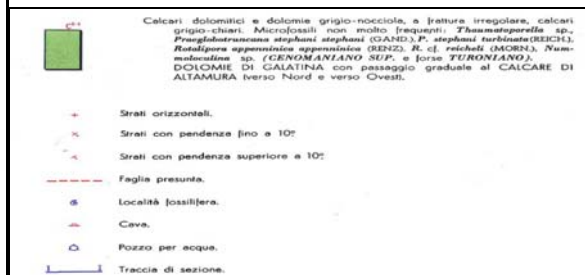 Calcari dolomitici e dolomie grigio-nocciola, a frattura irregolare, calcari
grigio-chiari. Microfossili non molto frequenti: Thaumatoporella sp.,
Praeglobotruncana stephani stephani (GAND.), P. stephani turbinata (REICH.),
Rotalipora appenninica appenninica (RENZ). R. cf. reicheli (MORN.), Num-
moloculina sp. (CENOMANIANO SUP. e forse TURONIANO).
DOLOMIE DI GALATINA con passaggio graduale al CALCARE DI
ALTAMURA (verso Nord e verso Ovest).
Strati orizzontali.
Strati con pendenza fino a 10°
Strati con pendenza superiore a 10°
Faglia presunta.
Località fossilifera.
Cava.
Pozzo per acqua.
Traccia di sezione.